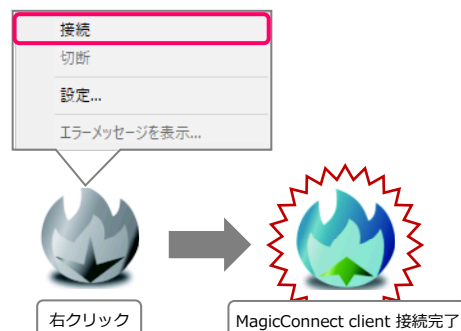 接続
切断
設定...
エラーメッセージを表示...
右クリック
MagicConnect client 接続完了